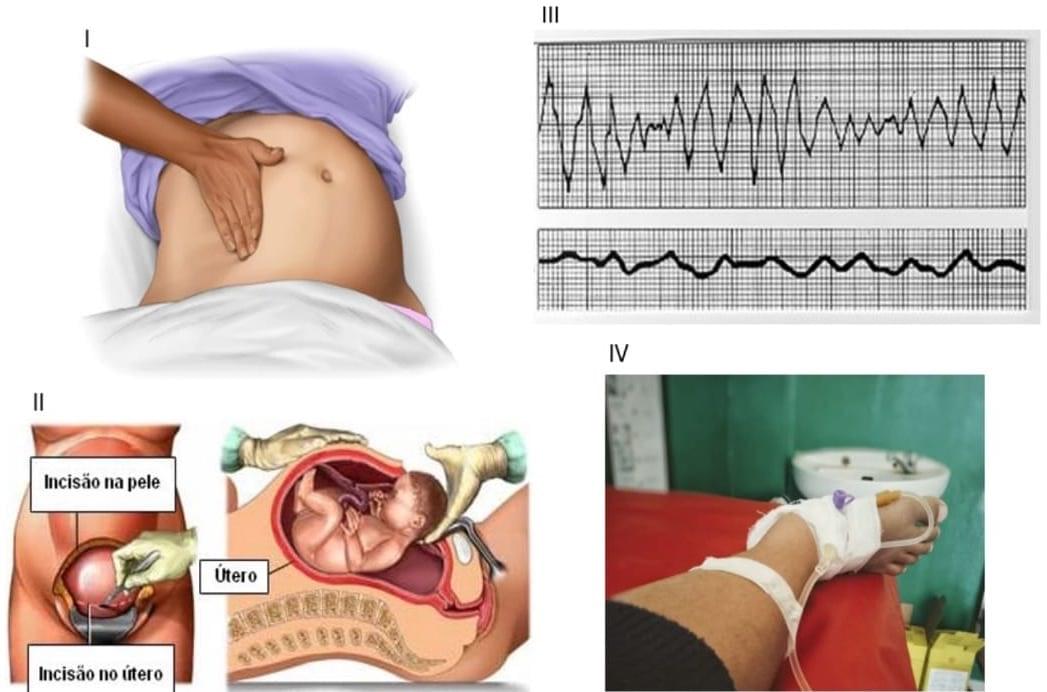 I
III
II
Incisão na pele
Útero
Incisão no útero
IV